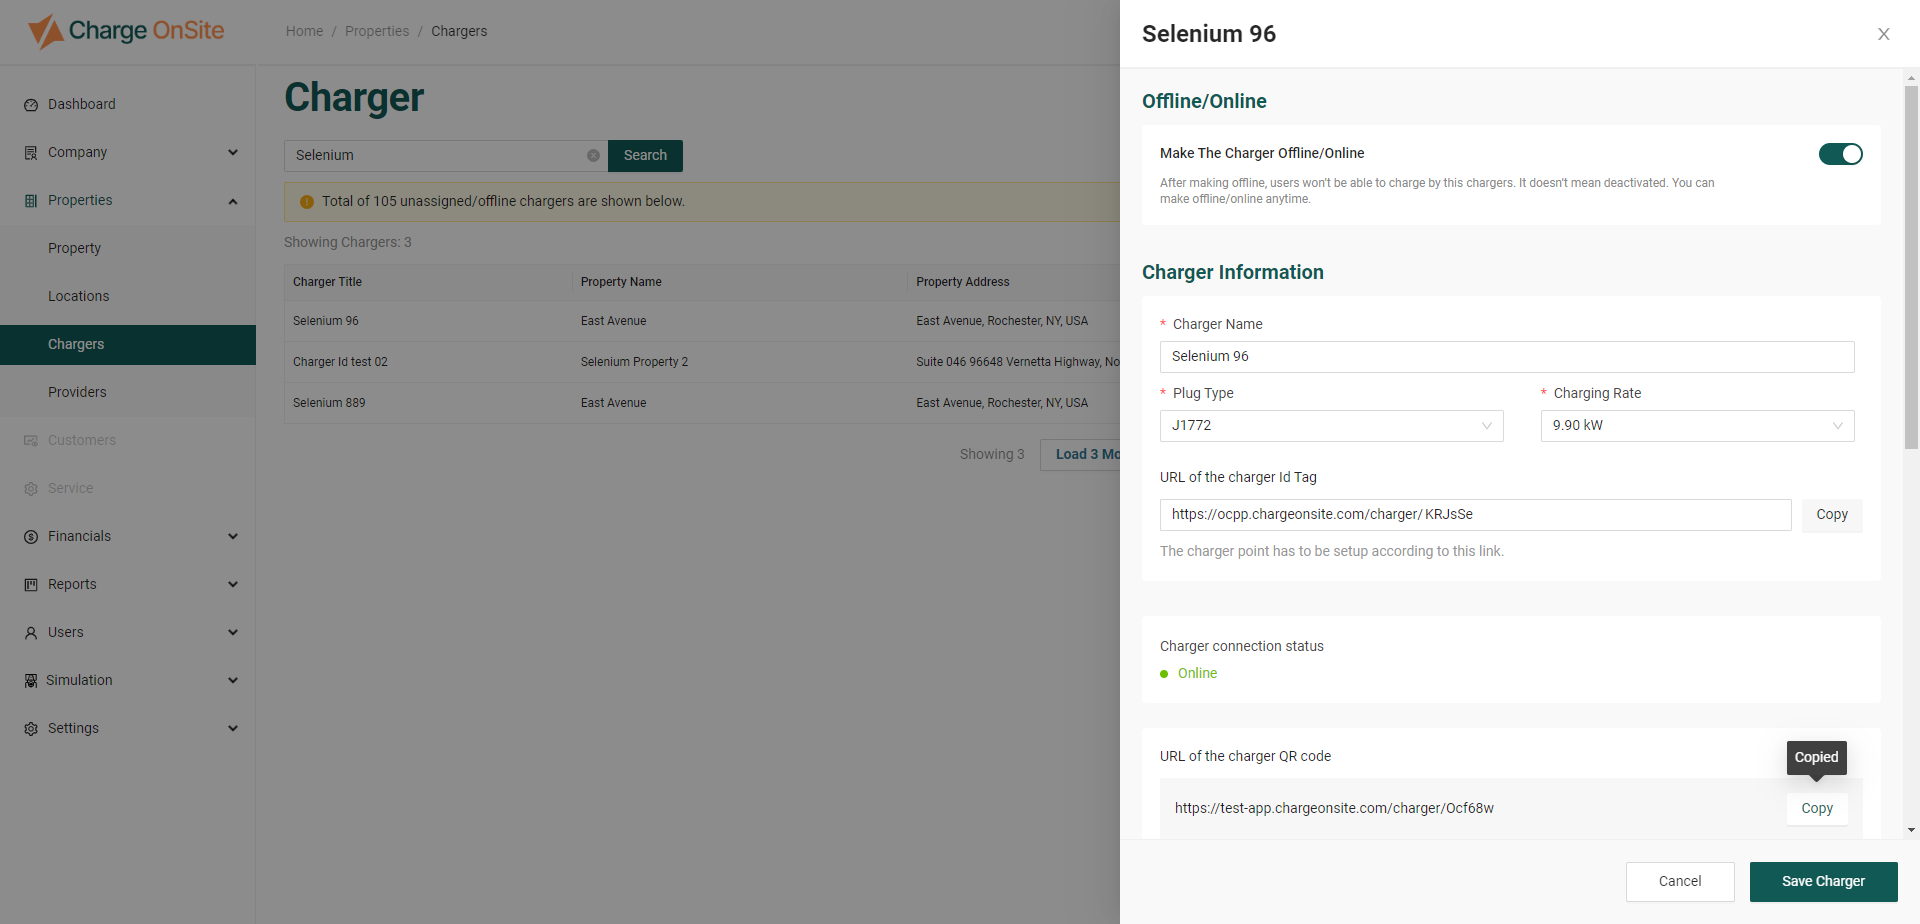 Charge OnSite
Home / Properties / Chargers
Dashboard
Company
Properties
Property
Locations
Chargers
Providers
Customers
Service
Financials
Reports
Users
Simulation
Settings
Charger
Selenium
Search
Total of 105 unassigned/offline chargers are shown below.
Showing Chargers: 3
Charger Title Property Name Property Address
Selenium 96 East Avenue East Avenue, Rochester, NY, USA
Charger Id test 02 Selenium Property 2 Suite 046 96648 Vernetta Highway, No
Selenium 889 East Avenue East Avenue, Rochester, NY, USA
Showing 3 Load 3 Mo
Selenium 96
Offline/Online
Make The Charger Offline/Online
After making offline, users won't be able to charge by this chargers. It doesn't mean deactivated. You can
make offline/online anytime.
Charger Information
* Charger Name
Selenium 96
* Plug Type * Charging Rate
J1772 9.90 kW
URL of the charger Id Tag
https://ocpp.chargeonsite.com/charger/KRJsSe Copy
The charger point has to be setup according to this link.
Charger connection status
Online
URL of the charger QR code
Copied
https://test-app.chargeonsite.com/charger/Ocf68w Copy
Cancel Save Charger